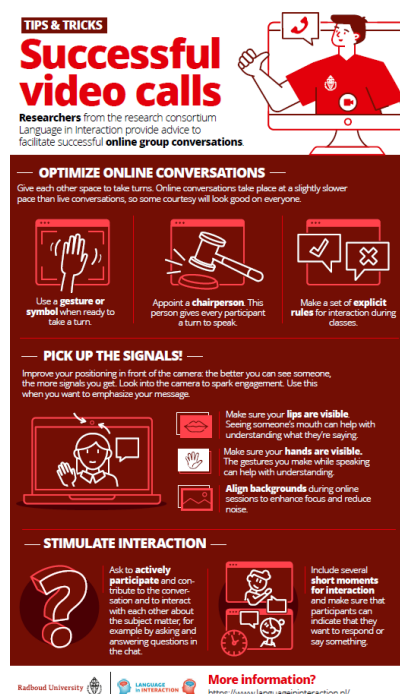 TIPS & TRICKS
Successful
video calls
Researchers from the research consortium
Language in Interaction provide advice to
facilitate successful online group conversations.
OPTIMIZE ONLINE CONVERSATIONS
Give each other space to take turns. Online conversations take place at a slightly slower
pace than live conversations, so some courtesy will look good on everyone.
Use a gesture or
symbol when ready to
take a turn.
Appoint a chairperson. This
person gives every participant
a turn to speak.
Make a set of explicit
rules for interaction during
classes.
PICK UP THE SIGNALS!
Improve your positioning in front of the camera: the better you can see someone,
the more signals you get. Look into the camera to spark engagement. Use this
when you want to emphasize your message.
Make sure your lips are visible.
Seeing someone's mouth can help with
understanding what they're saying.
Make sure your hands are visible.
The gestures you make while speaking
can help with understanding.
Align backgrounds during online
sessions to enhance focus and reduce
noise.
STIMULATE INTERACTION
Ask to actively
participate and con-
tribute to the conver-
sation and to interact
with each other about
the subject matter, for
example by asking and
answering questions in
the chat.
Include several
short moments
for interaction
and make sure that
participants can
indicate that they
want to respond or
say something.
Radboud University
LANGUAGE
in INTERACTION
More information?
https://www.languageininteraction.nl/